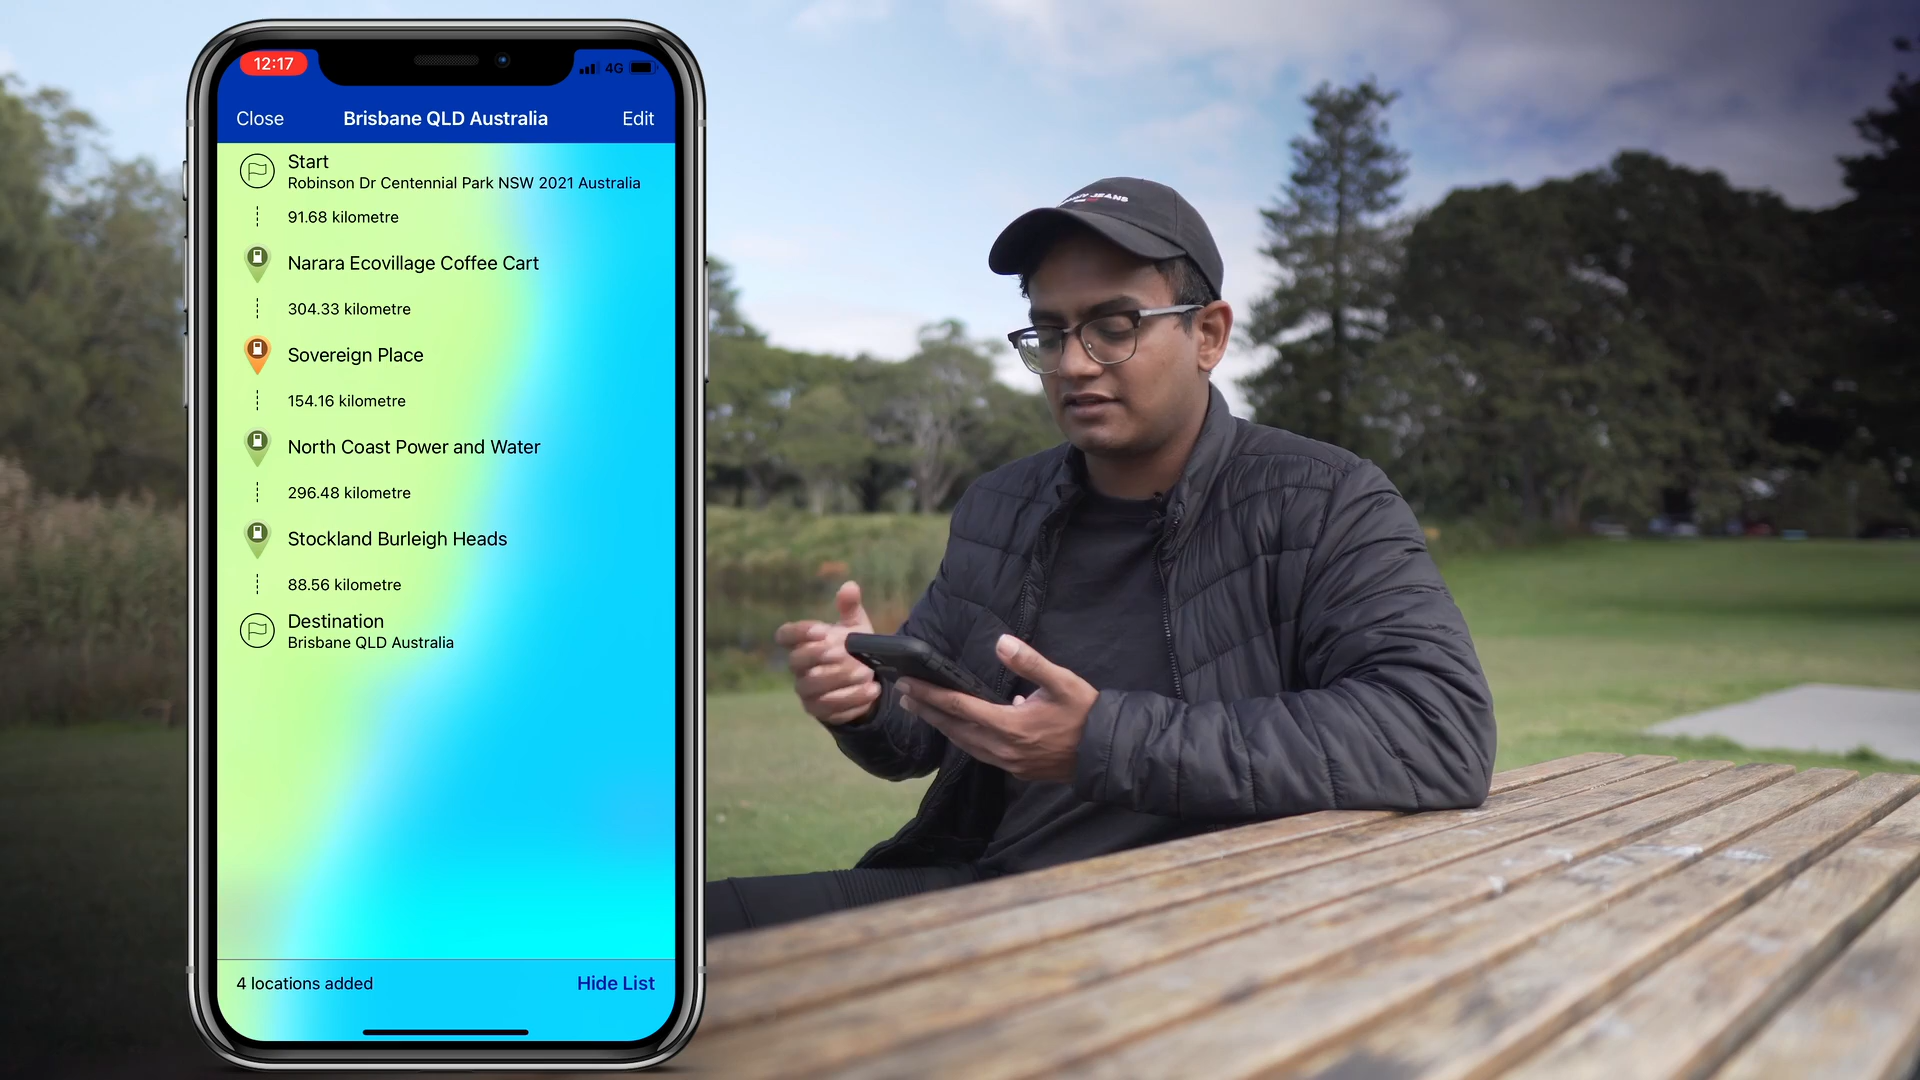 12:17
4G
Close
Brisbane QLD Australia
Edit
Start
Robinson Dr Centennial Park NSW 2021 Australia
91.68 kilometre
Narara Ecovillage Coffee Cart
304.33 kilometre
Sovereign Place
154.16 kilometre
North Coast Power and Water
296.48 kilometre
Stockland Burleigh Heads
88.56 kilometre
Destination
Brisbane QLD Australia
4 locations added
Hide List
JEANS